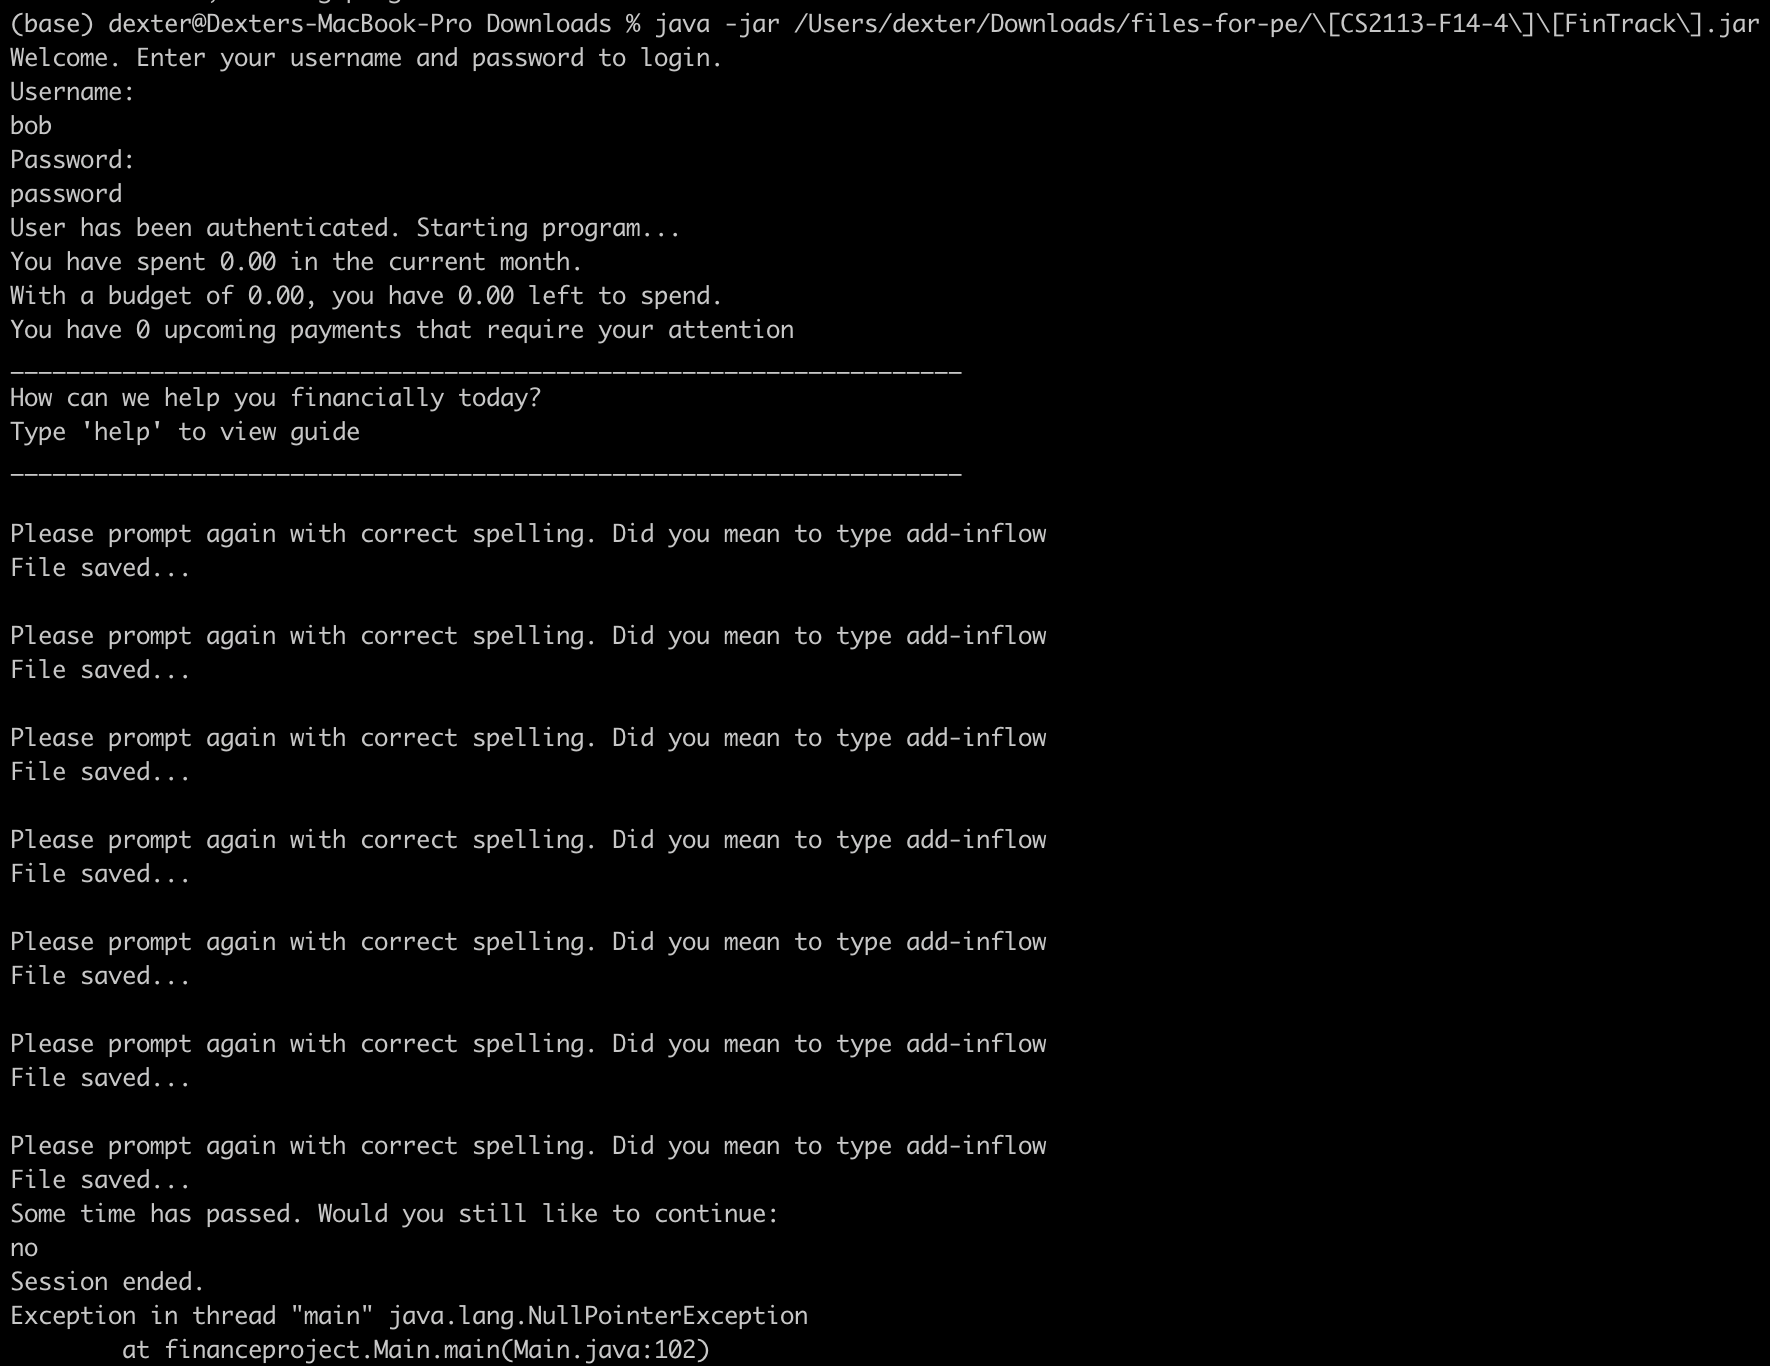 (base) dexter@Dexters-MacBook-Pro Downloads % java -jar /Users/dexter/Downloads/files-for-pe/\[CS2113-F14-4\]\[FinTrack\].jar
Welcome. Enter your username and password to login.
Username:
bob
Password:
password
User has been authenticated. Starting program...
You have spent 0.00 in the current month.
With a budget of 0.00, you have 0.00 left to spend.
You have 0 upcoming payments that require your attention
____________________________________________________________________
How can we help you financially today?
Type 'help' to view guide
____________________________________________________________________
Please prompt again with correct spelling. Did you mean to type add-inflow
File saved...
Please prompt again with correct spelling. Did you mean to type add-inflow
File saved...
Please prompt again with correct spelling. Did you mean to type add-inflow
File saved...
Please prompt again with correct spelling. Did you mean to type add-inflow
File saved...
Please prompt again with correct spelling. Did you mean to type add-inflow
File saved...
Please prompt again with correct spelling. Did you mean to type add-inflow
File saved...
Please prompt again with correct spelling. Did you mean to type add-inflow
File saved...
Some time has passed. Would you still like to continue:
no
Session ended.
Exception in thread "main" java.lang.NullPointerException
at financeproject.Main.main(Main.java:102)